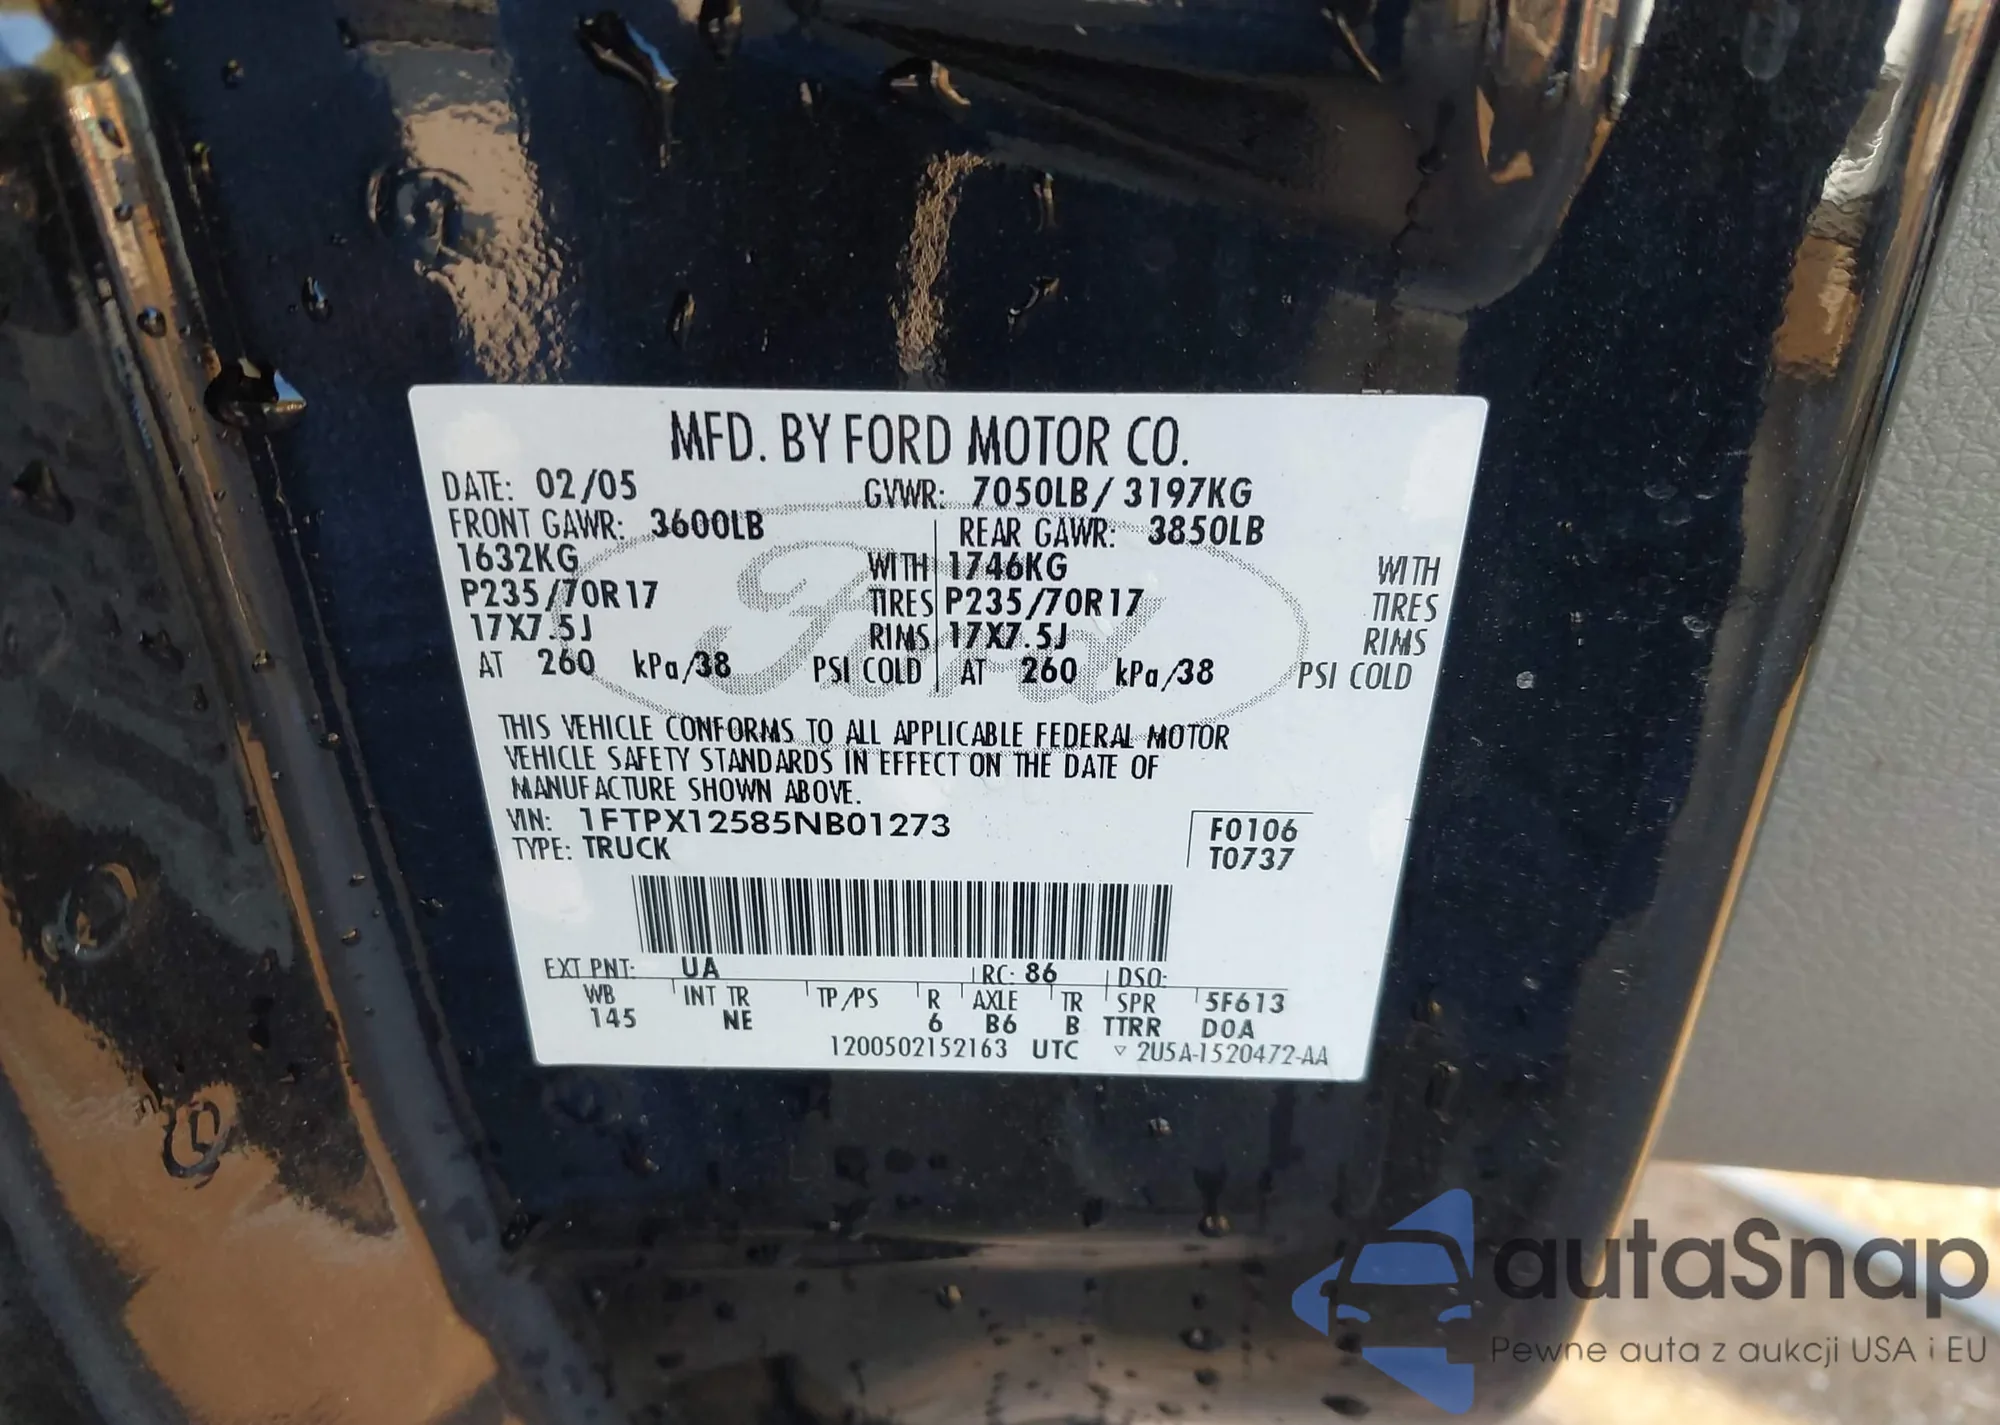 MFD. BY FORD MOTOR CO.
DATE: 02/05 GVWR: 7050LB / 3197KG
FRONT GAWR: 3600LB REAR GAWR: 3850LB
1632KG WITH 1746KG WITH
P235/70R17 TIRES P235/70R17 TIRES
17X7.5J RIMS 17X7.5J RIMS
AT 260 kPa/38 PSI COLD AT 260 kPa/38 PSI COLD
THIS VEHICLE CONFORMS TO ALL APPLICABLE FEDERAL MOTOR
VEHICLE SAFETY STANDARDS IN EFFECT ON THE DATE OF
MANUFACTURE SHOWN ABOVE.
VIN: 1FTPX12585NB01273 F0106
TYPE: TRUCK T0737
Ford
EXT PNT: UA RC: 86 DSO:
WB INT TR TP/PS R AXLE TR SPR 5F613
145 NE 6 B6 B TTRR DOA
1200502152163 UTC ▽ 2U5A-1520472-AA
autaSnap
Pewne auta z aukcji USA i EU